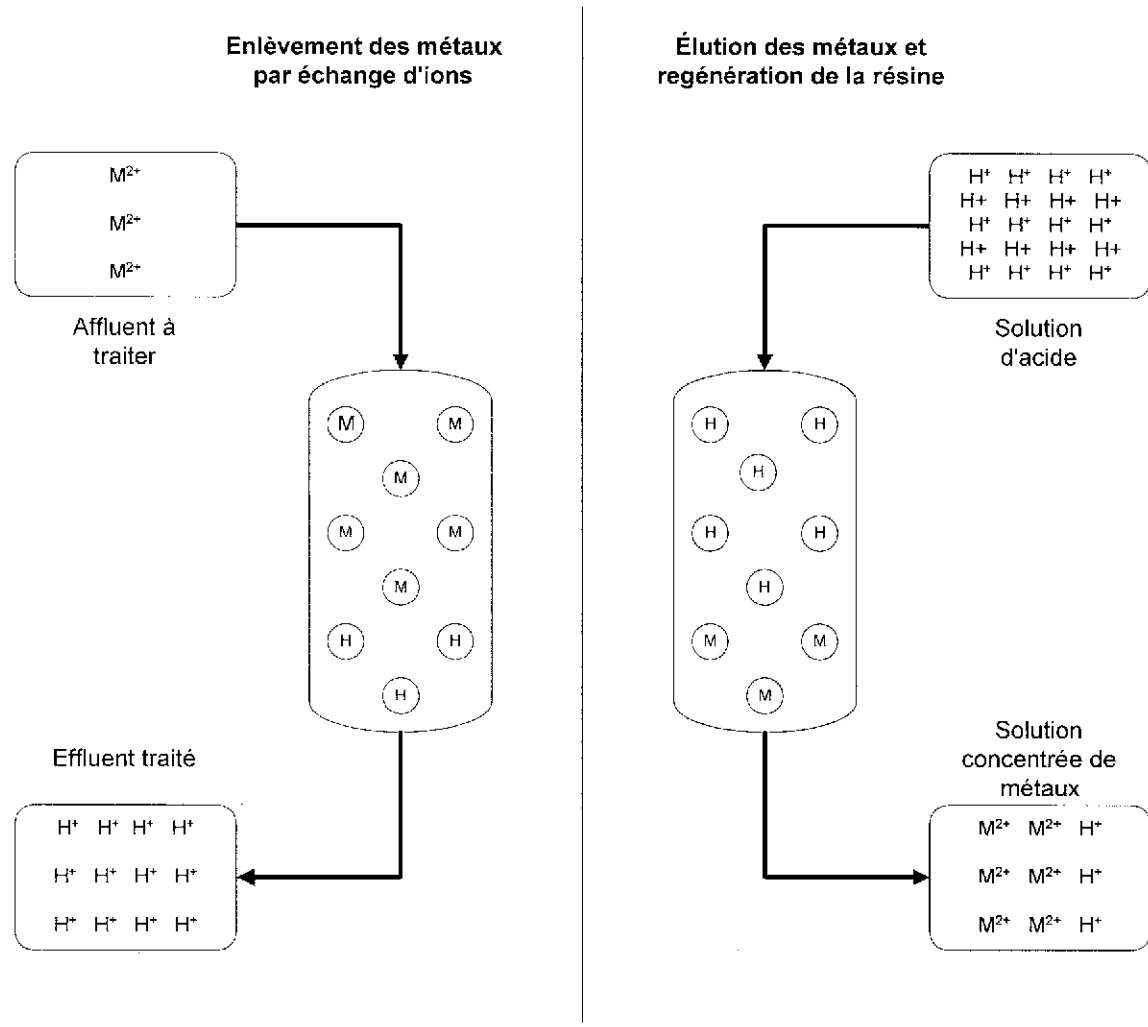 Enlèvement des métaux
par échange d'ions
M²⁺
M²⁺
M²⁺
Affluent à
traiter
M M
M
M M
M
H H
H
Effluent traité
H⁺ H⁺ H⁺ H⁺
H⁺ H⁺ H⁺ H⁺
H⁺ H⁺ H⁺ H⁺
Élution des métaux et
regénération de la résine
H⁺ H⁺ H⁺ H⁺
H+ H+ H+ H+
H⁺ H⁺ H⁺ H⁺
H+ H+ H+ H+
H⁺ H⁺ H⁺ H⁺
Solution
d'acide
H H
H
H H
H
M M
M
Solution
concentrée de
métaux
M²⁺ M²⁺ H⁺
M²⁺ M²⁺ H⁺
M²⁺ M²⁺ H⁺